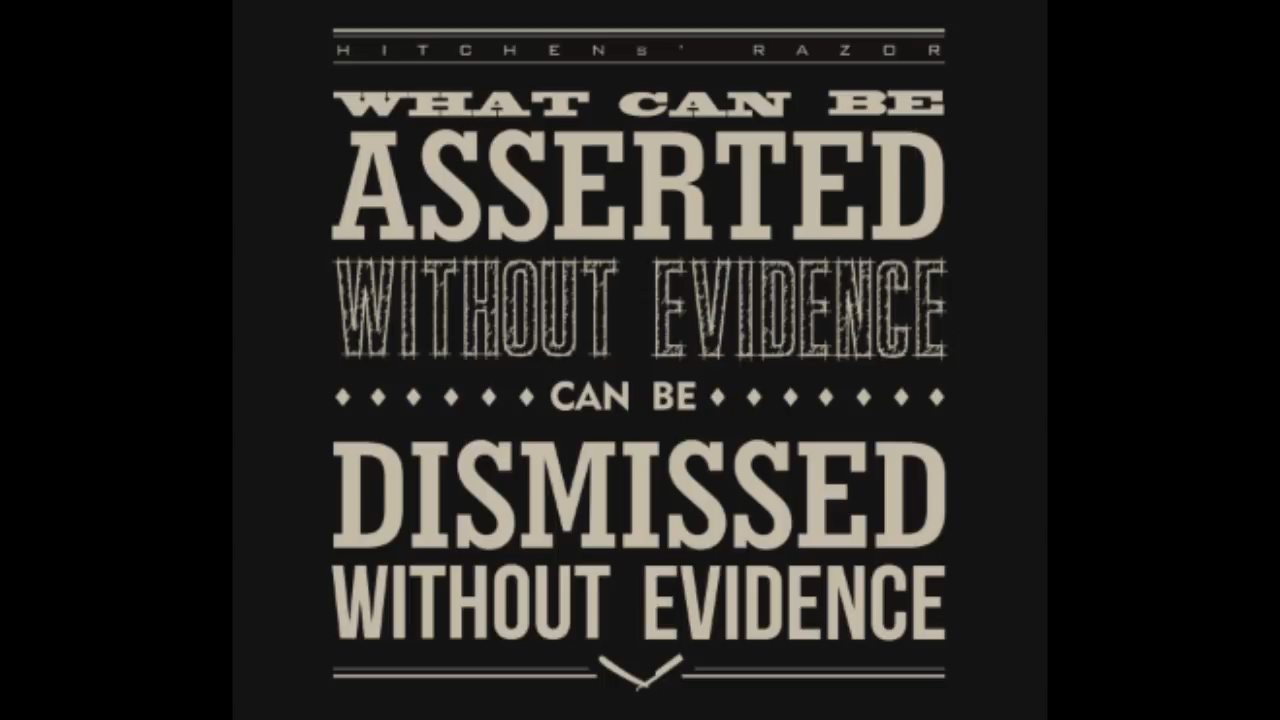 HITCHENs' RAZOR
WHAT CAN BE
ASSERTED
WITHOUT EVIDENCE
CAN BE
DISMISSED
WITHOUT EVIDENCE